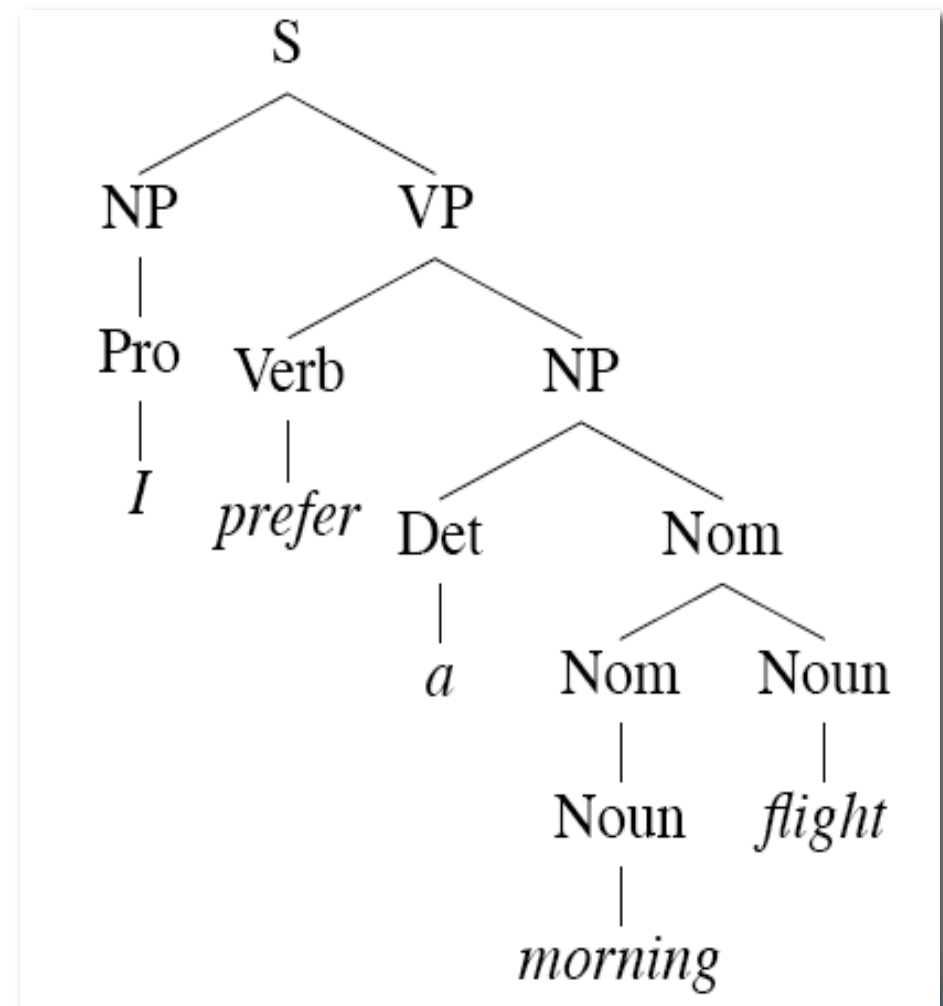 S
NP VP
Pro Verb NP
I prefer Det Nom
a Nom Noun
Noun flight
morning